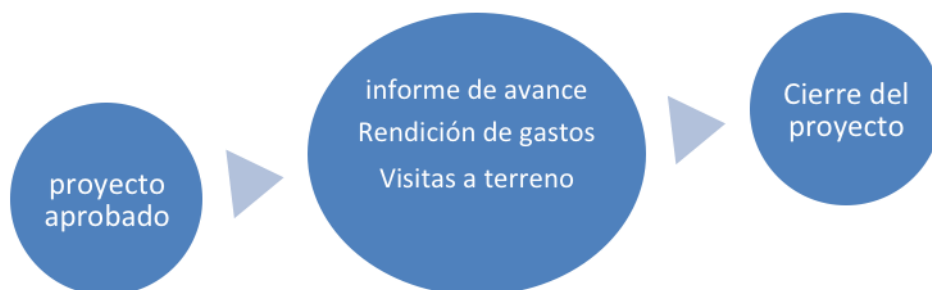 proyecto
aprobado
informe de avance
Rendición de gastos
Visitas a terreno
Cierre del
proyecto